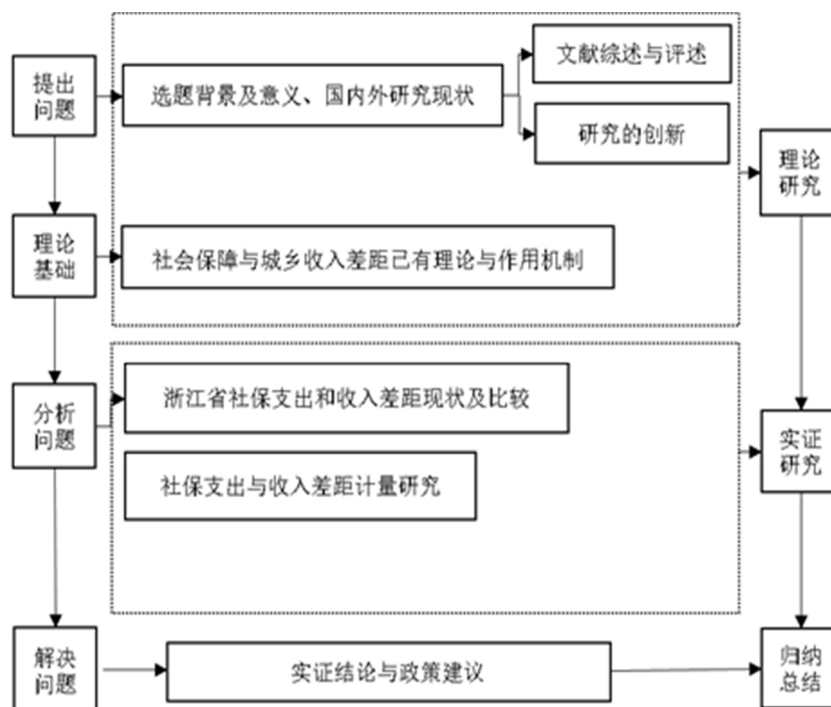 提出
问题
选题背景及意义、国内外研究现状
文献综述与评述
研究的创新
理论
研究
理论
基础
社会保障与城乡收入差距己有理论与作用机制
分析
问题
浙江省社保支出和收入差距现状及比较
社保支出与收入差距计量研究
实证
研究
解决
问题
实证结论与政策建议
归纳
总结